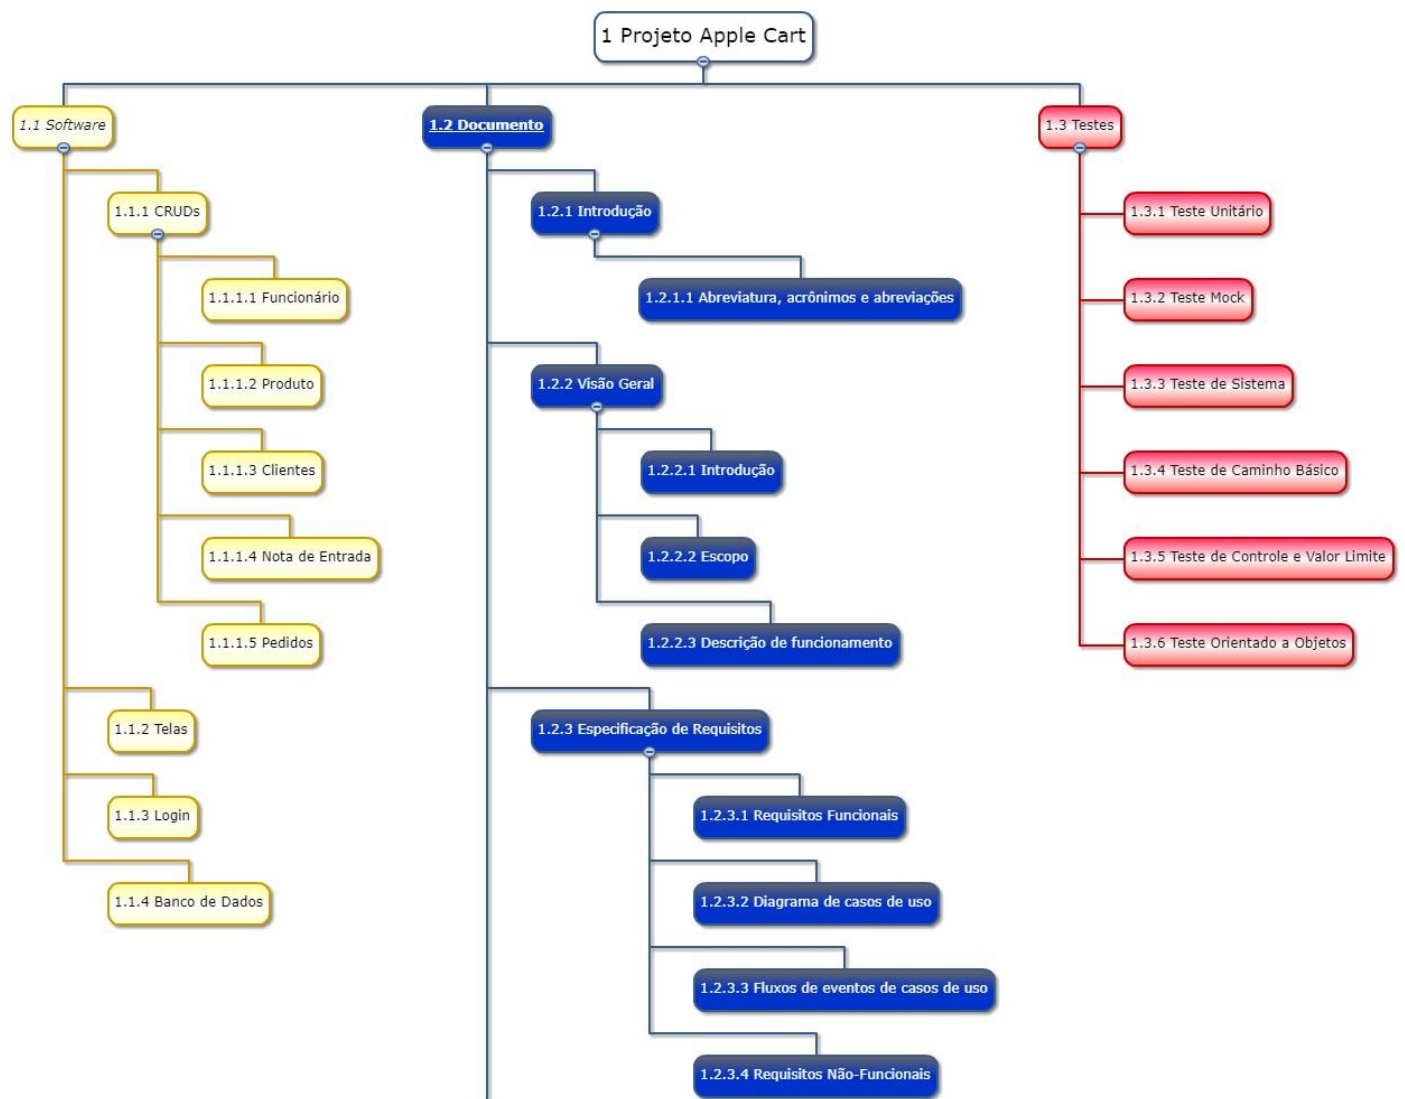 1 Projeto Apple Cart
1.1 Software
1.1.1 CRUDs
1.1.1.1 Funcionário
1.1.1.2 Produto
1.1.1.3 Clientes
1.1.1.4 Nota de Entrada
1.1.1.5 Pedidos
1.1.2 Telas
1.1.3 Login
1.1.4 Banco de Dados
1.2 Documento
1.2.1 Introdução
1.2.1.1 Abreviatura, acrônimos e abreviações
1.2.2 Visão Geral
1.2.2.1 Introdução
1.2.2.2 Escopo
1.2.2.3 Descrição de funcionamento
1.2.3 Especificação de Requisitos
1.2.3.1 Requisitos Funcionais
1.2.3.2 Diagrama de casos de uso
1.2.3.3 Fluxos de eventos de casos de uso
1.2.3.4 Requisitos Não-Funcionais
1.3 Testes
1.3.1 Teste Unitário
1.3.2 Teste Mock
1.3.3 Teste de Sistema
1.3.4 Teste de Caminho Básico
1.3.5 Teste de Controle e Valor Limite
1.3.6 Teste Orientado a Objetos